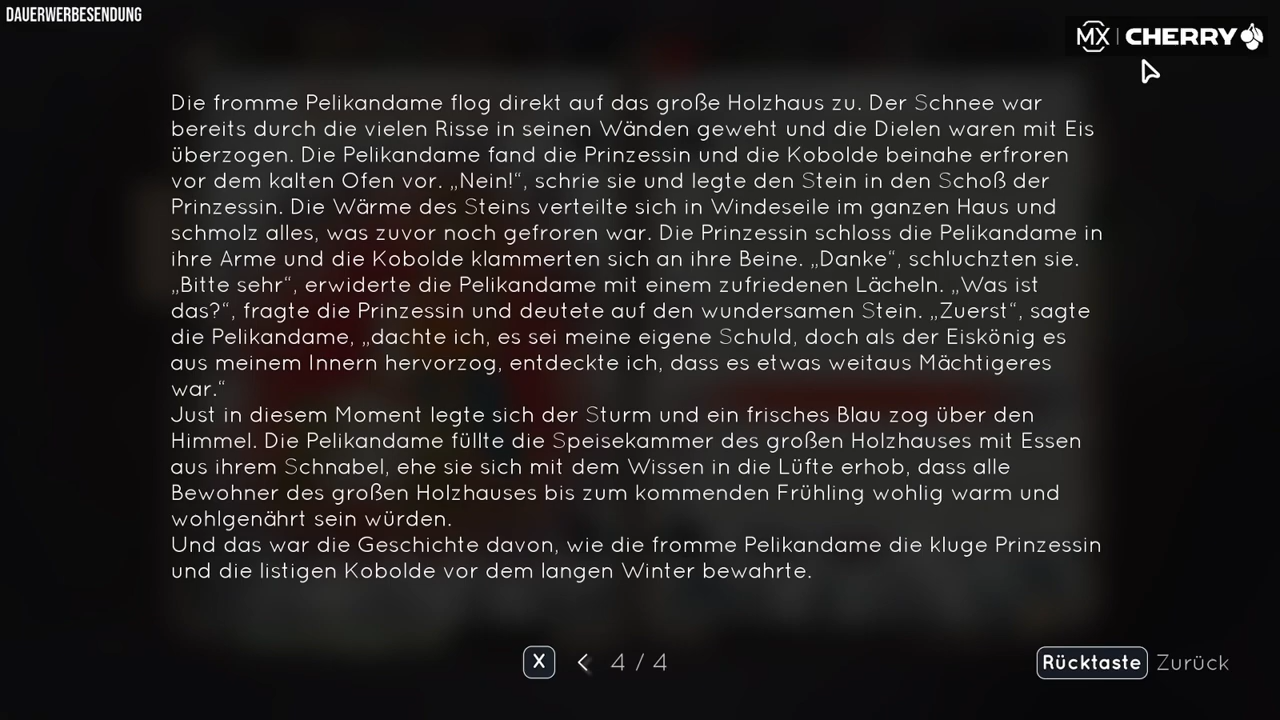 DAUERWERBESENDUNG
MX | CHERRY
Die fromme Pelikandame flog direkt auf das große Holzhaus zu. Der Schnee war
bereits durch die vielen Risse in seinen Wänden geweht und die Dielen waren mit Eis
überzogen. Die Pelikandame fand die Prinzessin und die Kobolde beinahe erfroren
vor dem kalten Ofen vor. „Nein!“, schrie sie und legte den Stein in den Schoß der
Prinzessin. Die Wärme des Steins verteilte sich in Windeseile im ganzen Haus und
schmolz alles, was zuvor noch gefroren war. Die Prinzessin schloss die Pelikandame in
ihre Arme und die Kobolde klammerten sich an ihre Beine. „Danke“, schluchzten sie.
„Bitte sehr“, erwiderte die Pelikandame mit einem zufriedenen Lächeln. „Was ist
das?“, fragte die Prinzessin und deutete auf den wundersamen Stein. „Zuerst“, sagte
die Pelikandame, „dachte ich, es sei meine eigene Schuld, doch als der Eiskönig es
aus meinem Innern hervorzog, entdeckte ich, dass es etwas weitaus Mächtigeres
war.“
Just in diesem Moment legte sich der Sturm und ein frisches Blau zog über den
Himmel. Die Pelikandame füllte die Speisekammer des großen Holzhauses mit Essen
aus ihrem Schnabel, ehe sie sich mit dem Wissen in die Lüfte erhob, dass alle
Bewohner des großen Holzhauses bis zum kommenden Frühling wohlig warm und
wohlgenährt sein würden.
Und das war die Geschichte davon, wie die fromme Pelikandame die kluge Prinzessin
und die listigen Kobolde vor dem langen Winter bewahrte.
X < 4 / 4
Rücktaste Zurück